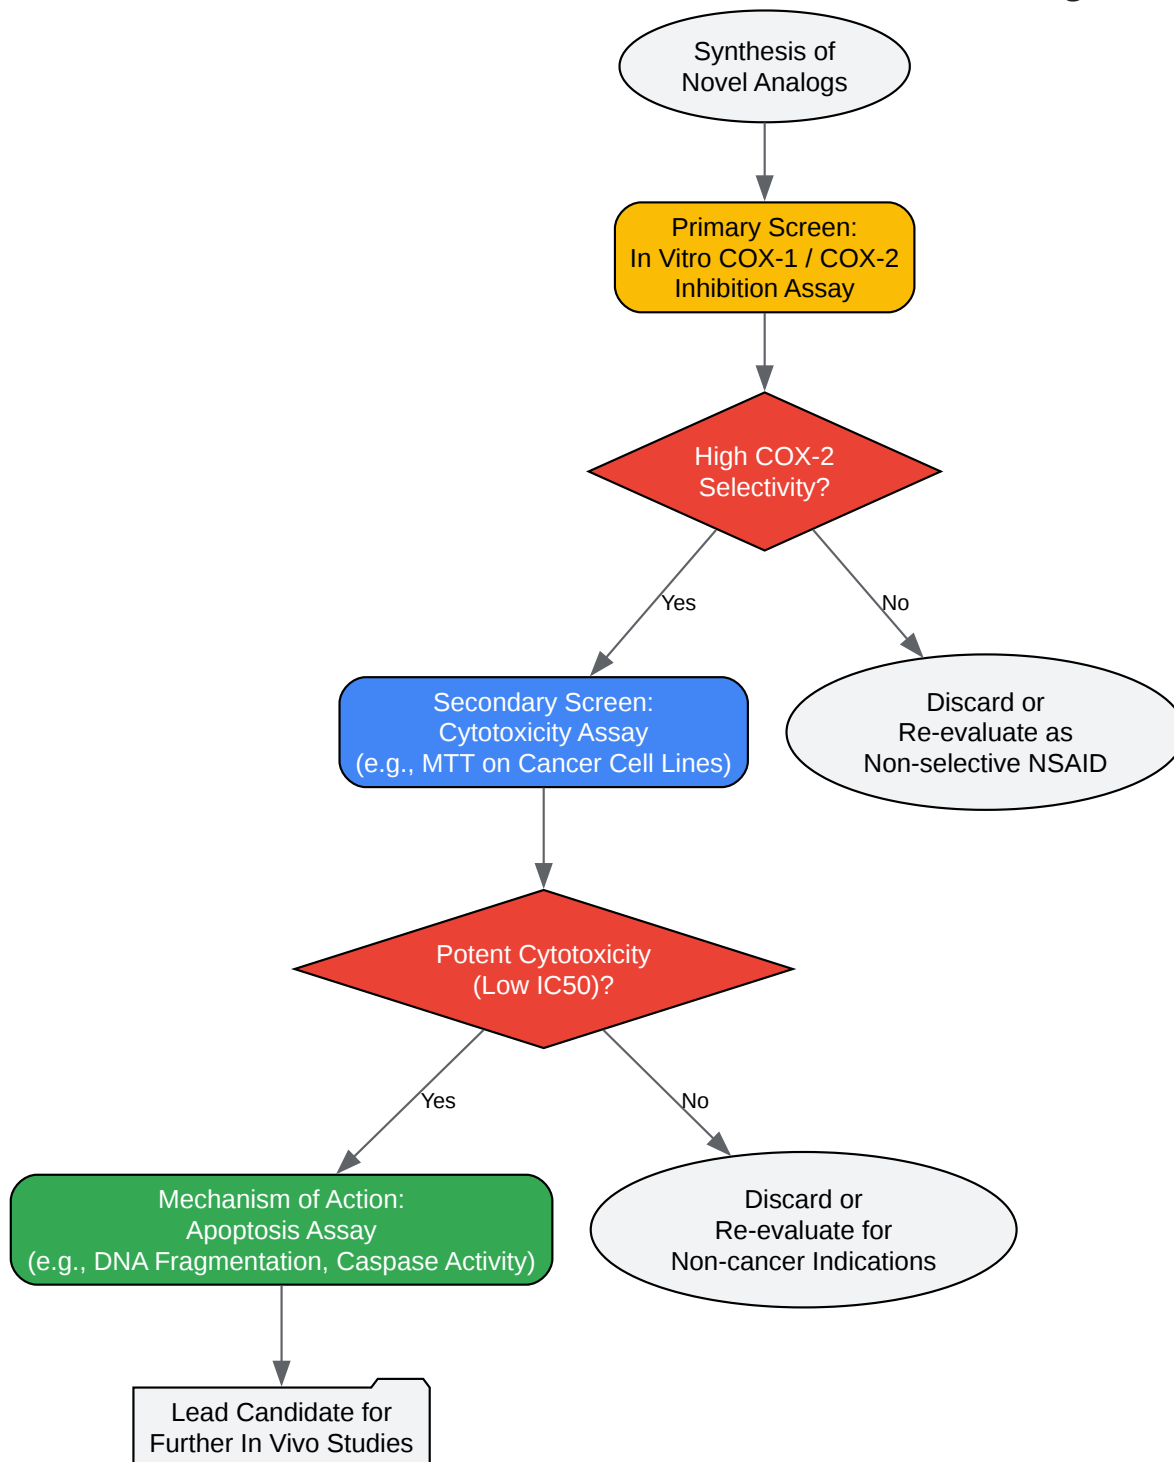 Synthesis of
Novel Analogs
Primary Screen:
In Vitro COX-1 / COX-2
Inhibition Assay
High COX-2
Selectivity?
Yes
No
Secondary Screen:
Cytotoxicity Assay
(e.g., MTT on Cancer Cell Lines)
Discard or
Re-evaluate as
Non-selective NSAID
Potent Cytotoxicity
(Low IC50)?
Yes
No
Mechanism of Action:
Apoptosis Assay
(e.g., DNA Fragmentation, Caspase Activity)
Discard or
Re-evaluate for
Non-cancer Indications
Lead Candidate for
Further In Vivo Studies